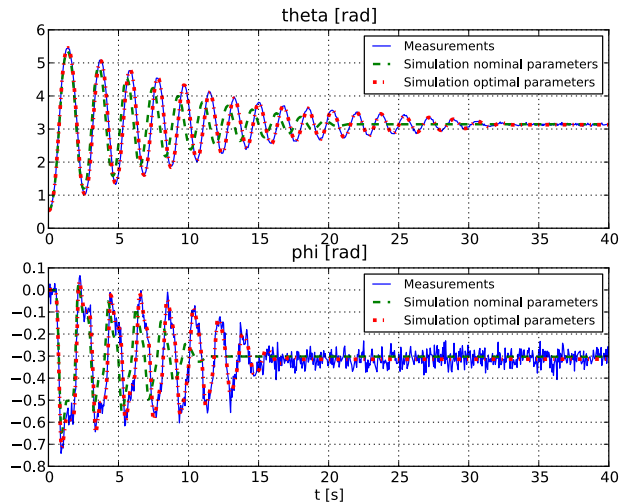 theta [rad]
6
5
4
3
2
1
0
Measurements
Simulation nominal parameters
Simulation optimal parameters
0 5 10 15 20 25 30 35 40
phi [rad]
0.1
0.0
−0.1
−0.2
−0.3
−0.4
−0.5
−0.6
−0.7
−0.8
Measurements
Simulation nominal parameters
Simulation optimal parameters
0 5 10 15 20 25 30 35 40
t [s]